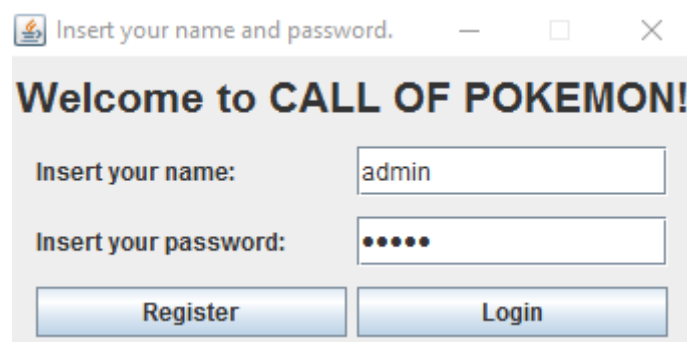 Insert your name and password.
Welcome to CALL OF POKEMON!
Insert your name: admin
Insert your password: •••••
Register Login